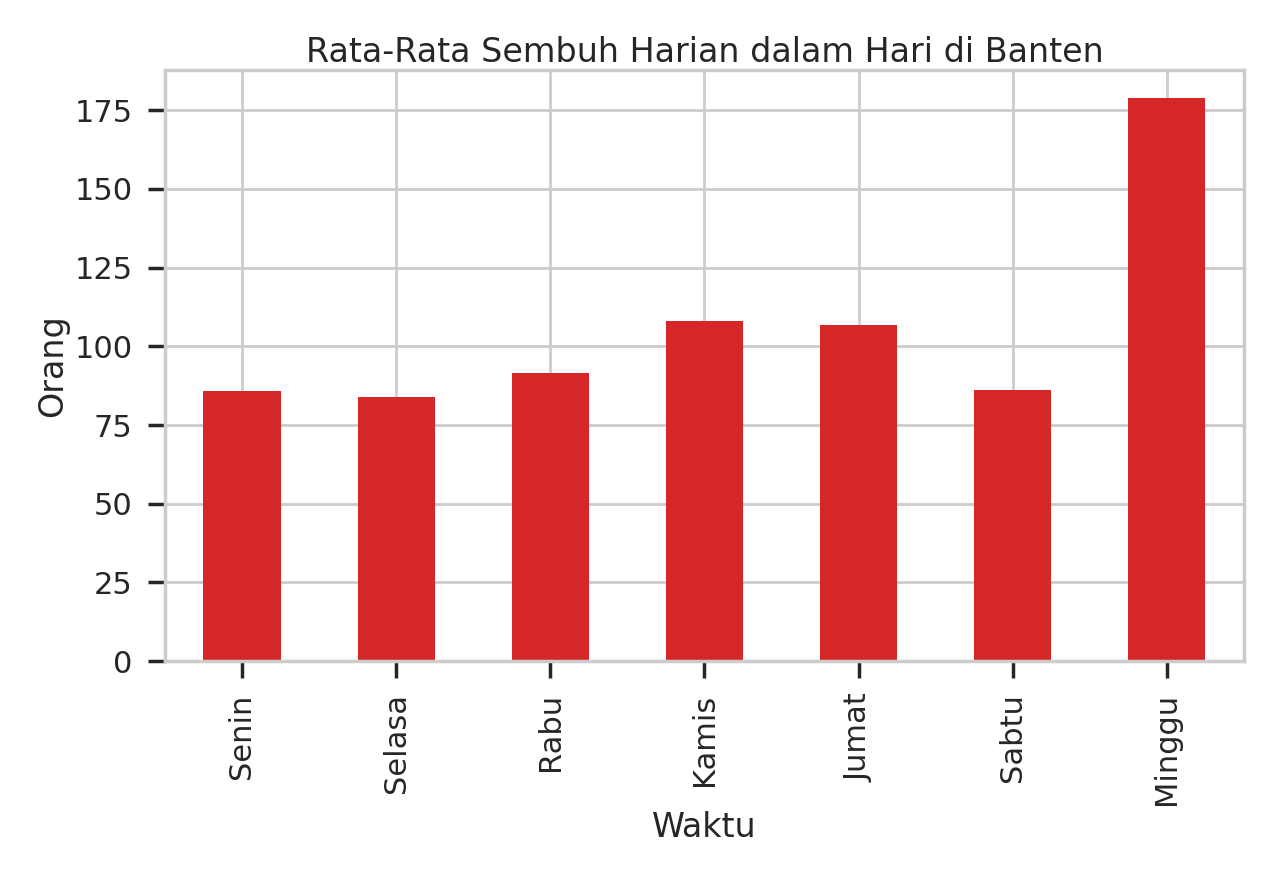 Rata-Rata Sembuh Harian dalam Hari di Banten
175
150
125
100
75
50
25
0
Orang
Senin
Selasa
Rabu
Kamis
Jumat
Sabtu
Minggu
Waktu